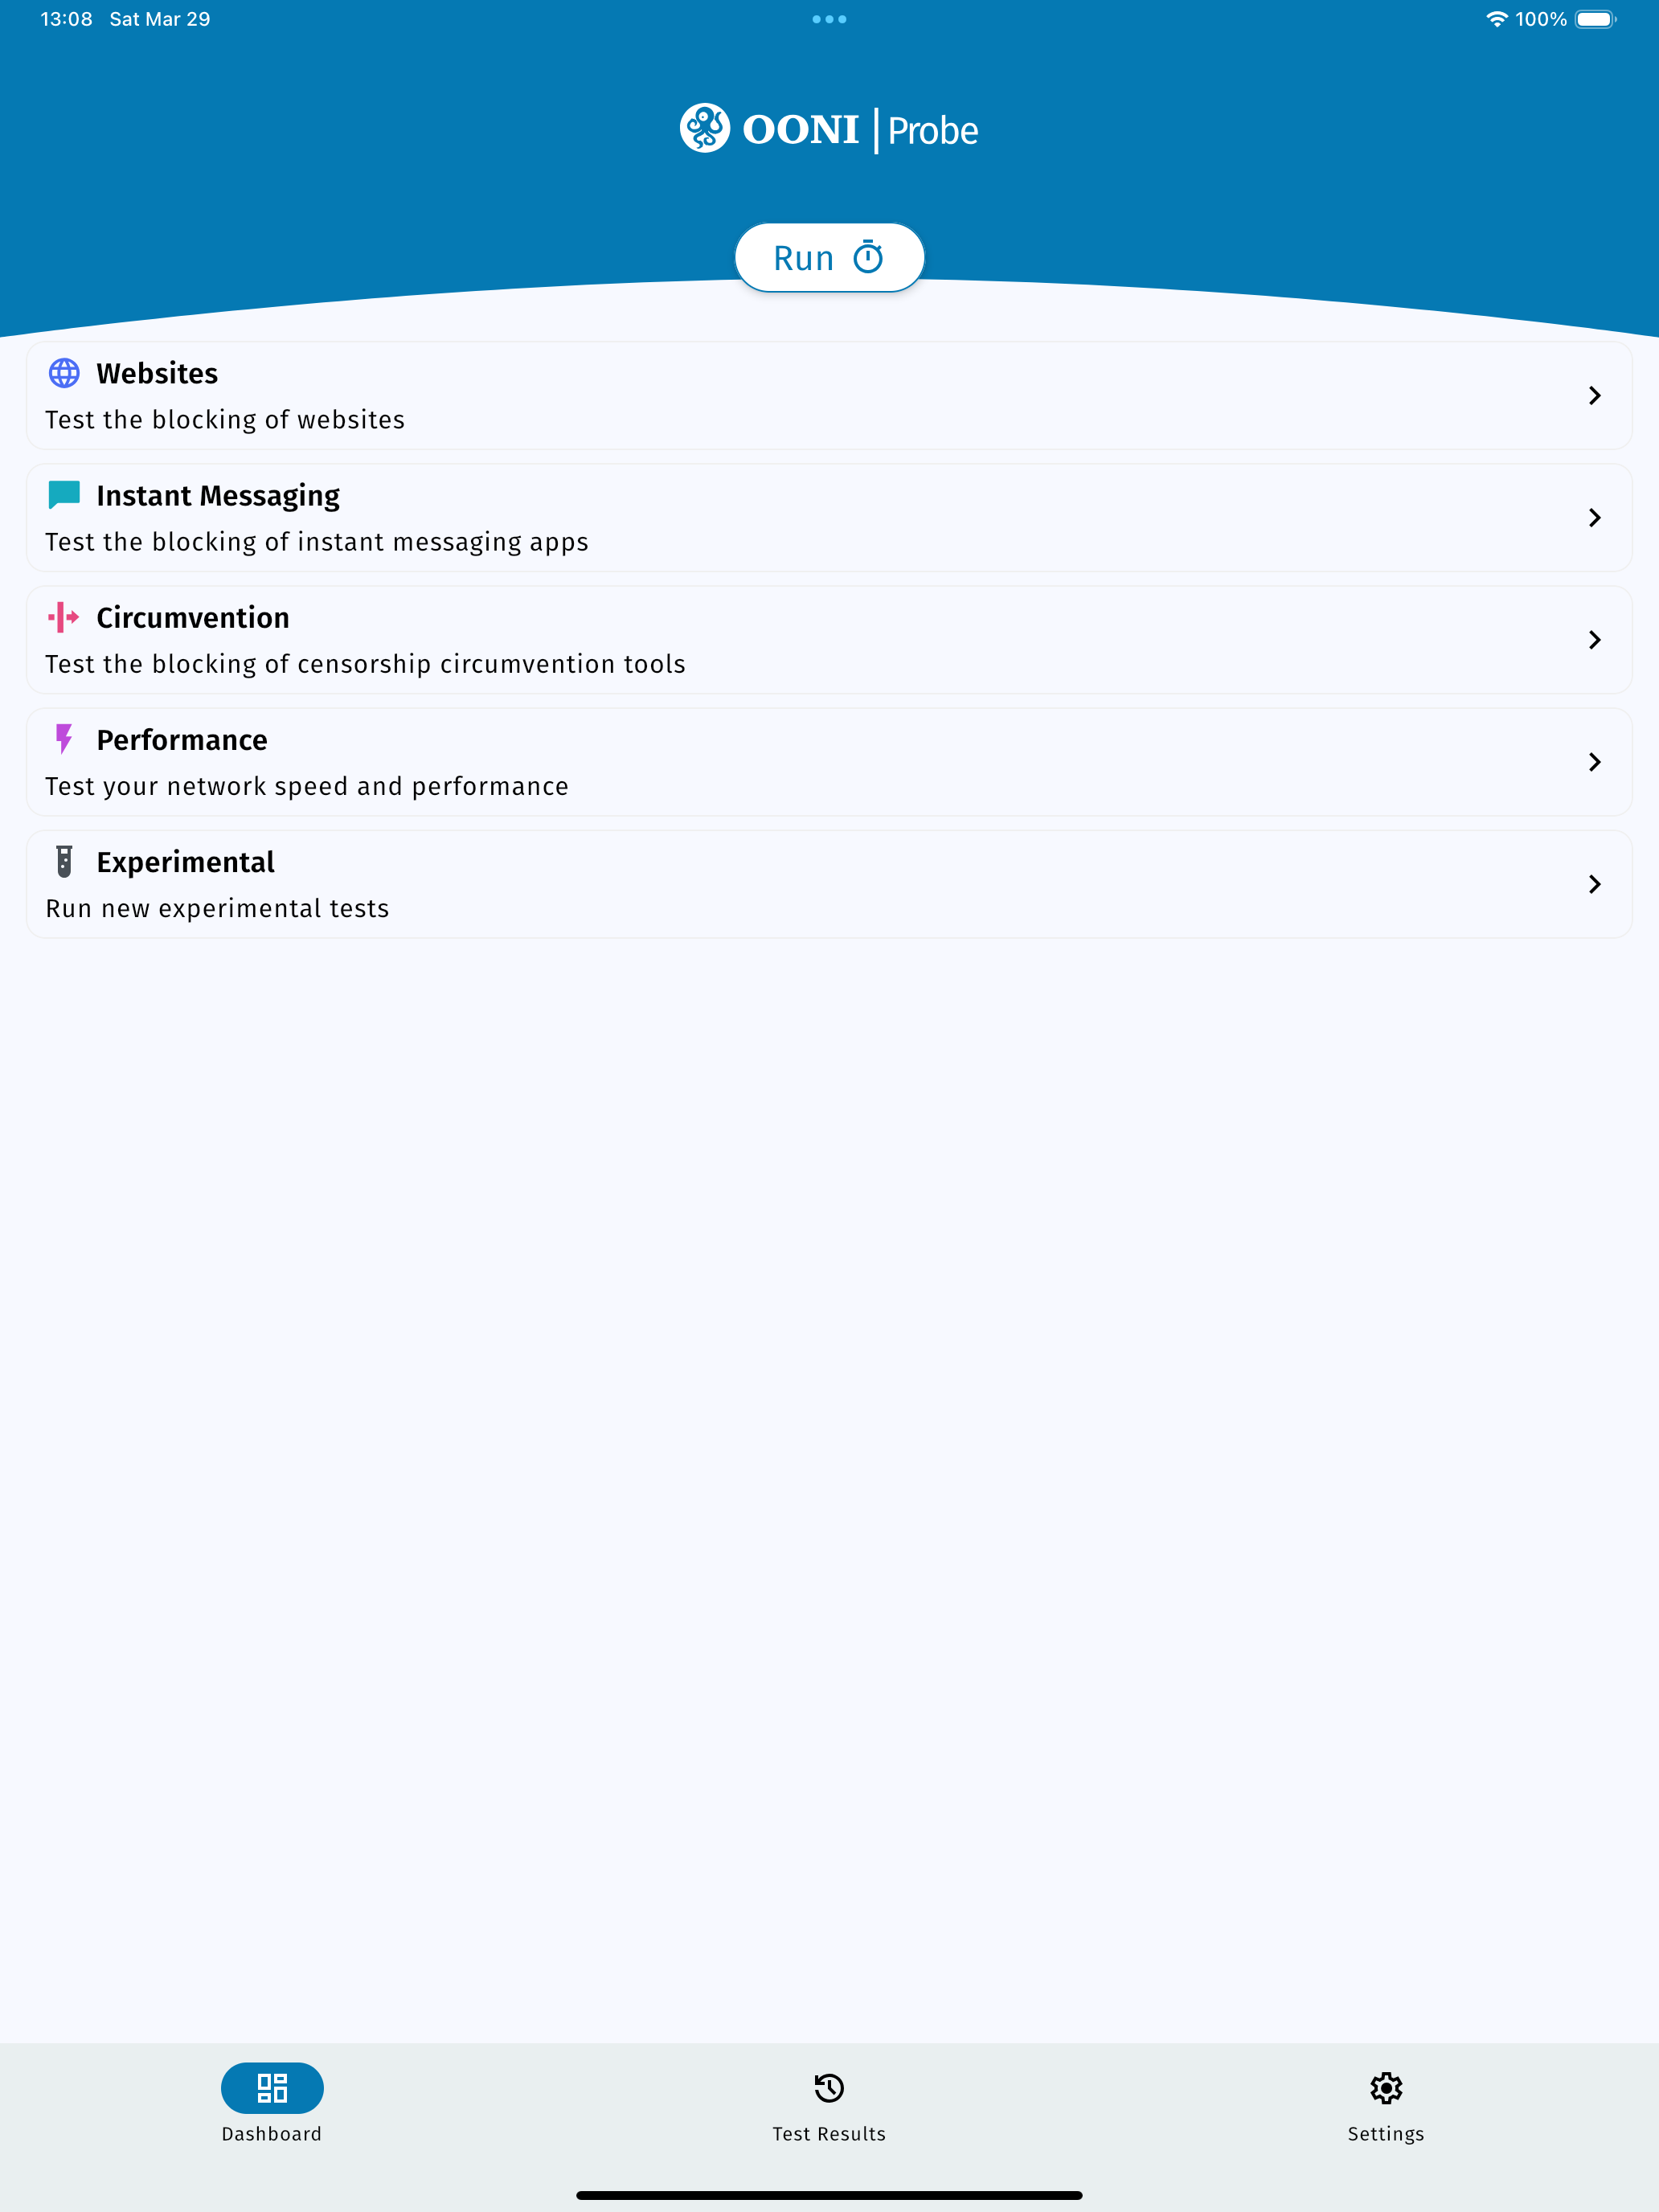 13:08 Sat Mar 29
100%
OONI | Probe
Run
Websites
Test the blocking of websites
Instant Messaging
Test the blocking of instant messaging apps
Circumvention
Test the blocking of censorship circumvention tools
Performance
Test your network speed and performance
Experimental
Run new experimental tests
Dashboard
Test Results
Settings